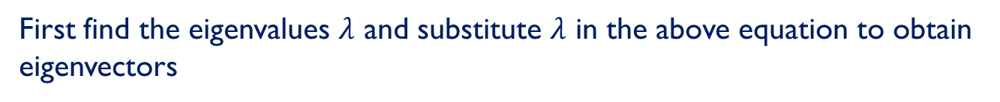 First find the eigenvalues λ and substitute λ in the above equation to obtain
eigenvectors